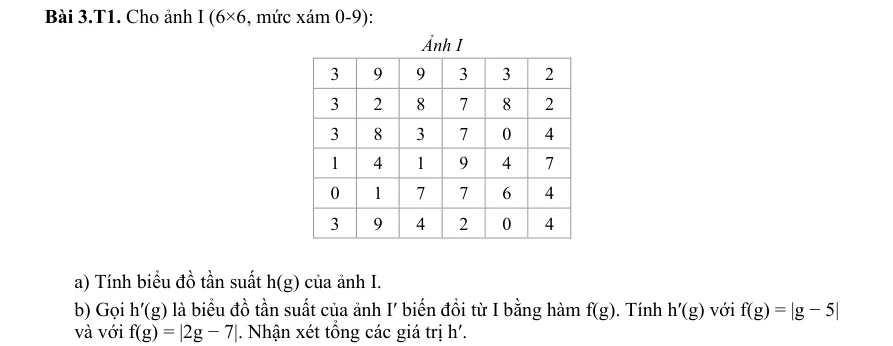 Bài 3.T1. Cho ảnh I (6×6, mức xám 0-9):
Ảnh I
3 9 9 3 3 2
3 2 8 7 8 2
3 8 3 7 0 4
1 4 1 9 4 7
0 1 7 7 6 4
3 9 4 2 0 4
a) Tính biểu đồ tần suất h(g) của ảnh I.
b) Gọi h′(g) là biểu đồ tần suất của ảnh I′ biến đổi từ I bằng hàm f(g). Tính h′(g) với f(g) = |g − 5|
và với f(g) = |2g − 7|. Nhận xét tổng các giá trị h′.